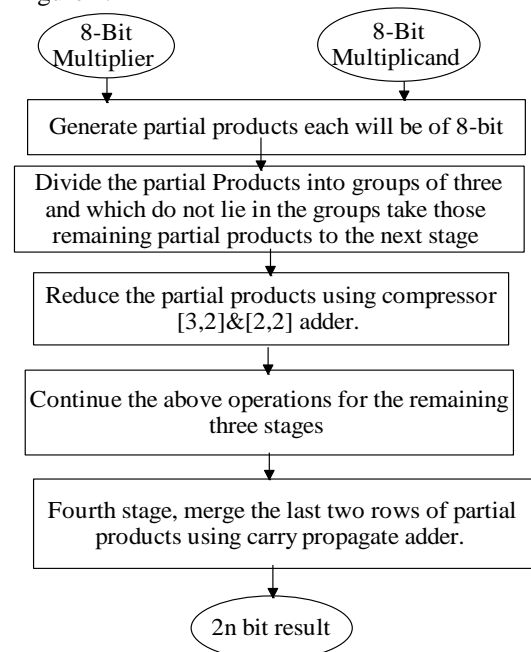 8-Bit
Multiplier
8-Bit
Multiplicand
Generate partial products each will be of 8-bit
Divide the partial Products into groups of three
and which do not lie in the groups take those
remaining partial products to the next stage
Reduce the partial products using compressor
[3,2]&[2,2] adder.
Continue the above operations for the remaining
three stages
Fourth stage, merge the last two rows of partial
products using carry propagate adder.
2n bit result